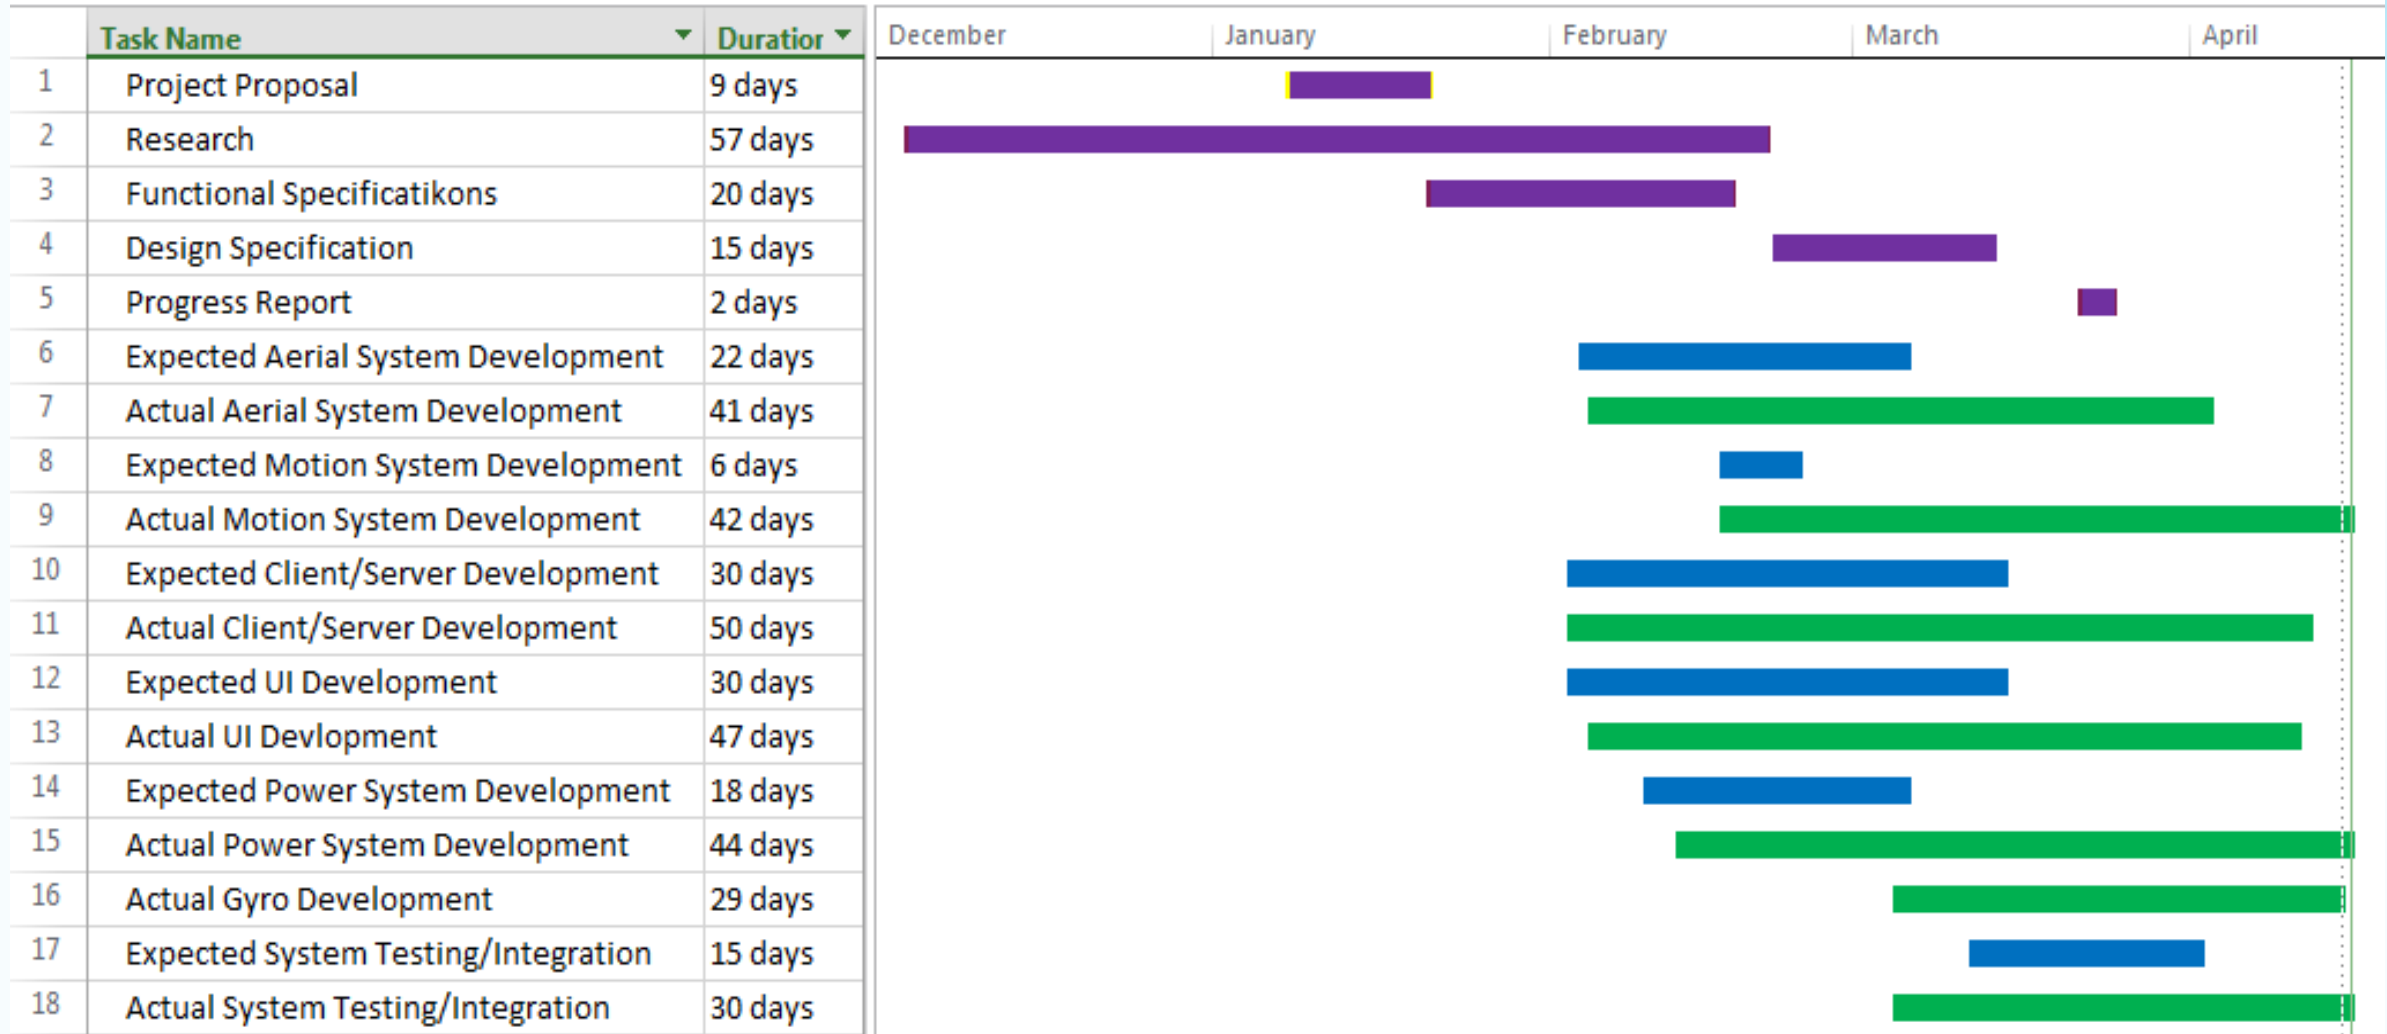 Task Name Duration December January February March April
1 Project Proposal 9 days
2 Research 57 days
3 Functional Specificatikons 20 days
4 Design Specification 15 days
5 Progress Report 2 days
6 Expected Aerial System Development 22 days
7 Actual Aerial System Development 41 days
8 Expected Motion System Development 6 days
9 Actual Motion System Development 42 days
10 Expected Client/Server Development 30 days
11 Actual Client/Server Development 50 days
12 Expected UI Development 30 days
13 Actual UI Devlopment 47 days
14 Expected Power System Development 18 days
15 Actual Power System Development 44 days
16 Actual Gyro Development 29 days
17 Expected System Testing/Integration 15 days
18 Actual System Testing/Integration 30 days